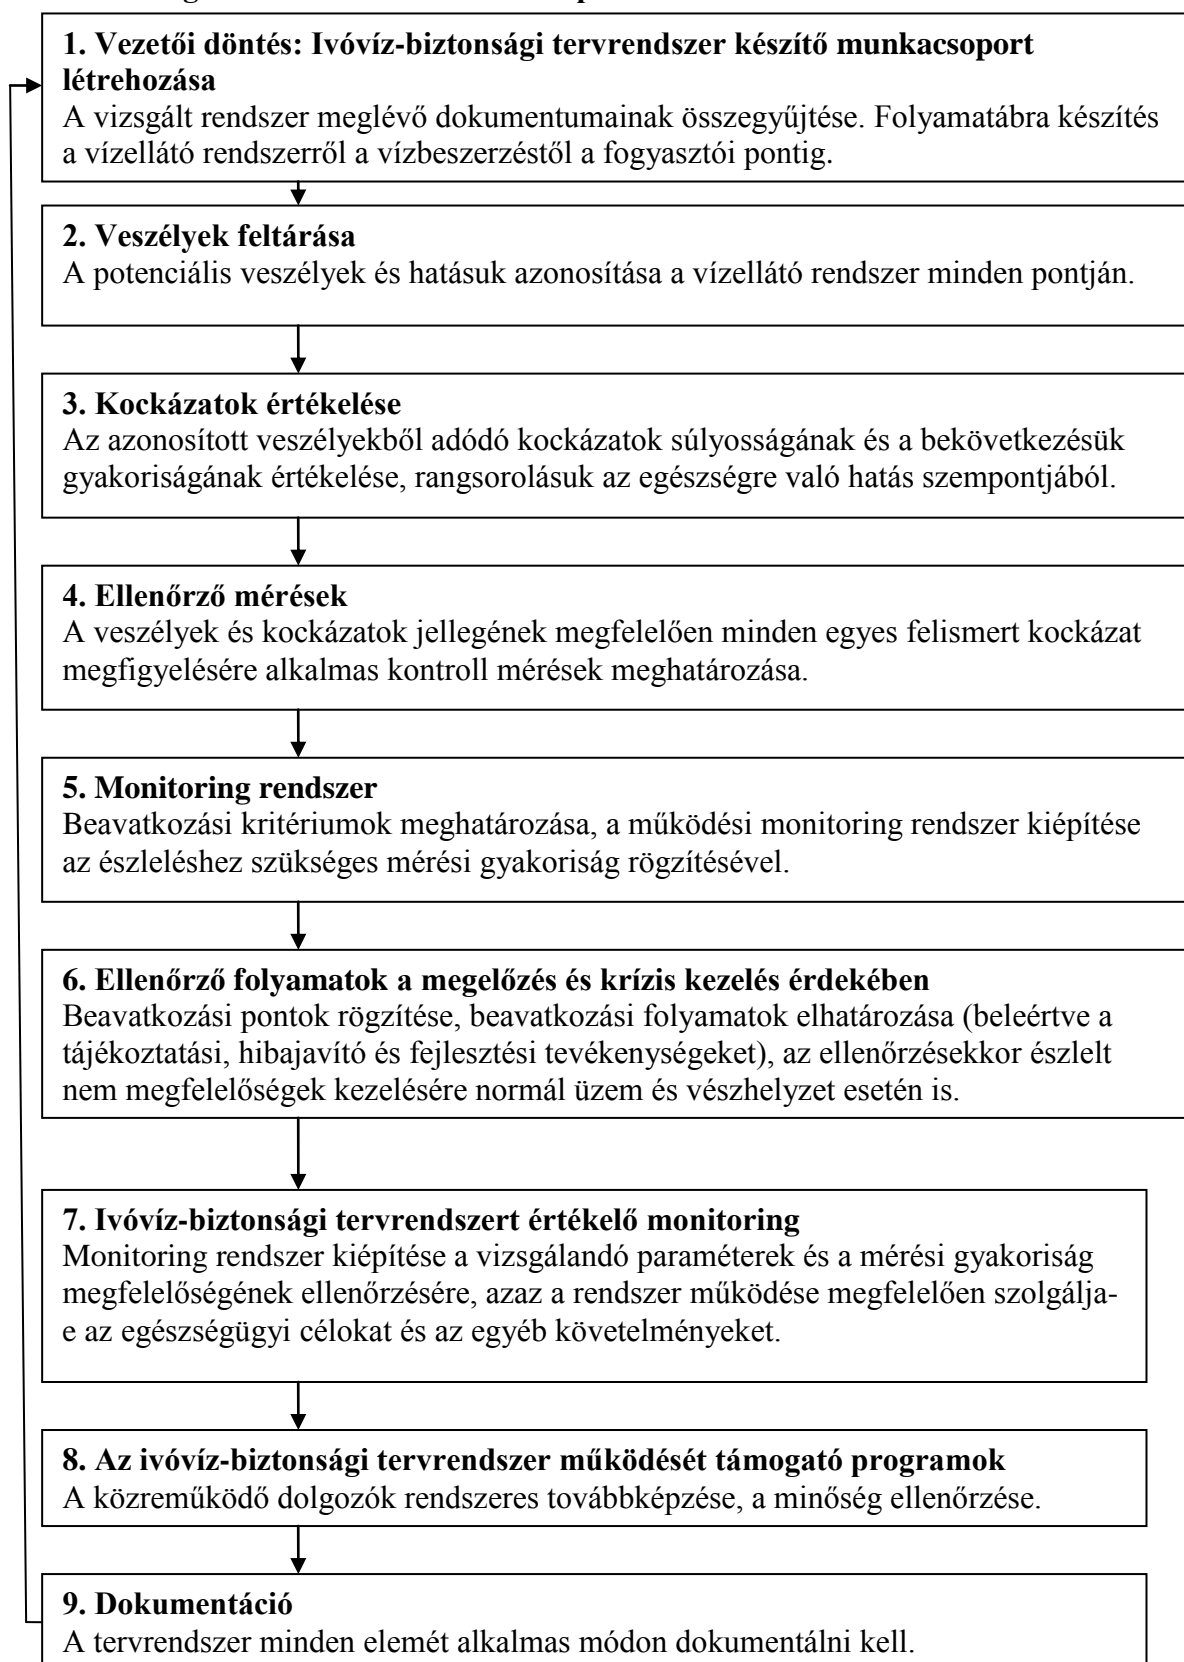 1. Vezetői döntés: Ivóvíz-biztonsági tervrendszer készítő munkacsoport
létrehozása
A vizsgált rendszer meglévő dokumentumainak összegyűjtése. Folyamatábra készítés
a vízellátó rendszerről a vízbeszerzéstől a fogyasztói pontig.
2. Veszélyek feltárása
A potenciális veszélyek és hatásuk azonosítása a vízellátó rendszer minden pontján.
3. Kockázatok értékelése
Az azonosított veszélyekből adódó kockázatok súlyosságának és a bekövetkezésük
gyakoriságának értékelése, rangsorolásuk az egészségre való hatás szempontjából.
4. Ellenőrző mérések
A veszélyek és kockázatok jellegének megfelelően minden egyes felismert kockázat
megfigyelésére alkalmas kontroll mérések meghatározása.
5. Monitoring rendszer
Beavatkozási kritériumok meghatározása, a működési monitoring rendszer kiépítése
az észleléshez szükséges mérési gyakoriság rögzítésével.
6. Ellenőrző folyamatok a megelőzés és krízis kezelés érdekében
Beavatkozási pontok rögzítése, beavatkozási folyamatok elhatározása (beleértve a
tájékoztatási, hibajavító és fejlesztési tevékenységeket), az ellenőrzésekkor észlelt
nem megfelelőségek kezelésére normál üzem és vészhelyzet esetén is.
7. Ivóvíz-biztonsági tervrendszert értékelő monitoring
Monitoring rendszer kiépítése a vizsgálandó paraméterek és a mérési gyakoriság
megfelelőségének ellenőrzésére, azaz a rendszer működése megfelelően szolgálja-
e az egészségügyi célokat és az egyéb követelményeket.
8. Az ivóvíz-biztonsági tervrendszer működését támogató programok
A közreműködő dolgozók rendszeres továbbképzése, a minőség ellenőrzése.
9. Dokumentáció
A tervrendszer minden elemét alkalmas módon dokumentálni kell.